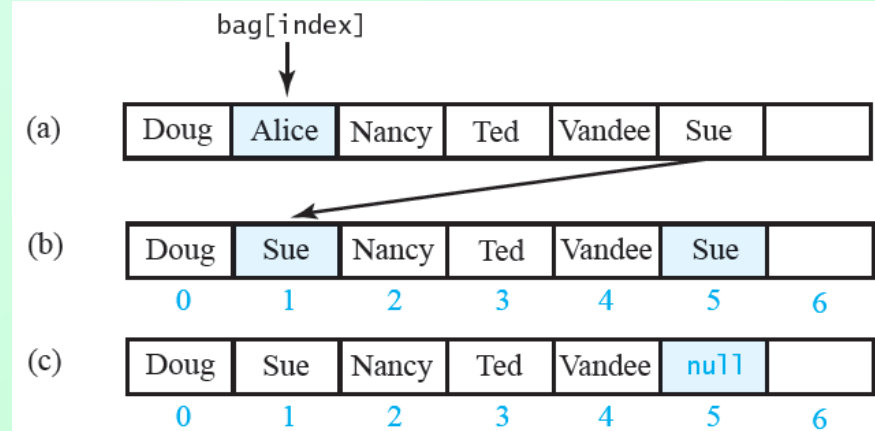 bag[index]
(a) Doug Alice Nancy Ted Vandee Sue
(b) Doug Sue Nancy Ted Vandee Sue
0 1 2 3 4 5 6
(c) Doug Sue Nancy Ted Vandee null
0 1 2 3 4 5 6